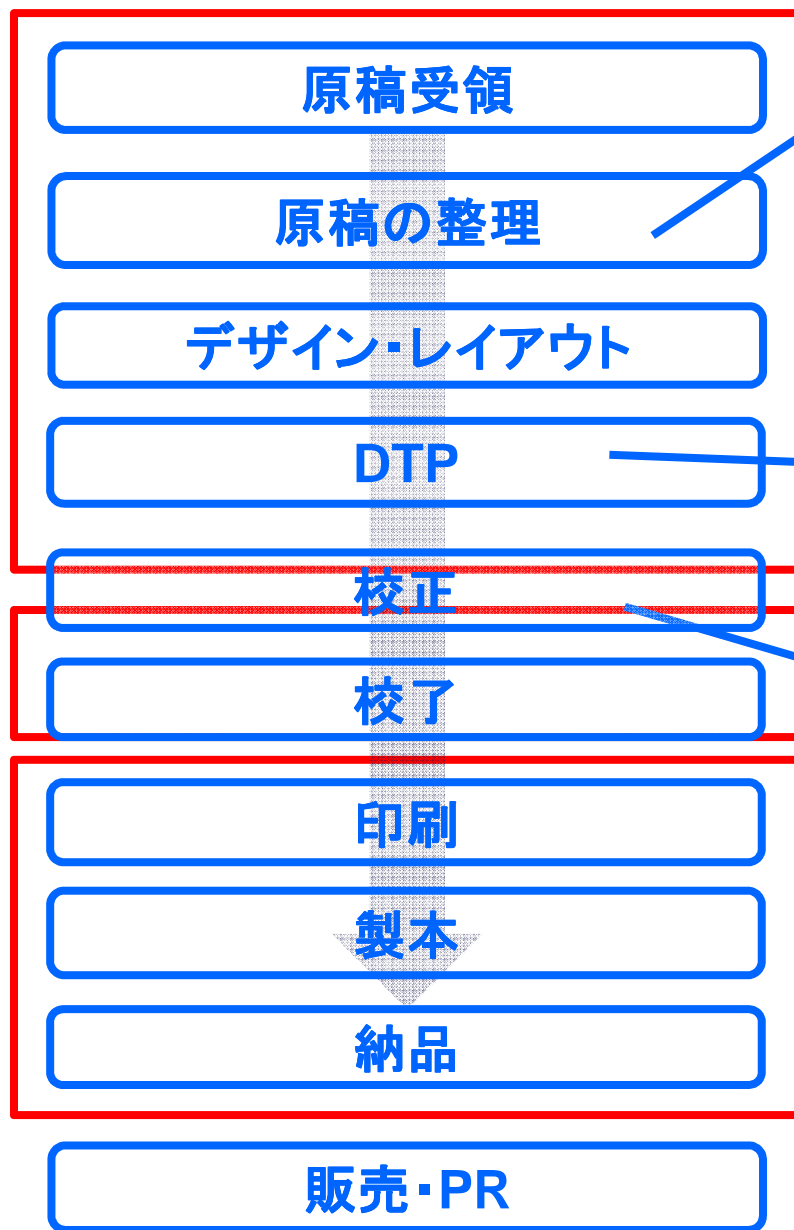 原稿受領
原稿の整理
デザイン・レイアウト
DTP
校正
校了
印刷
製本
納品
販売・PR